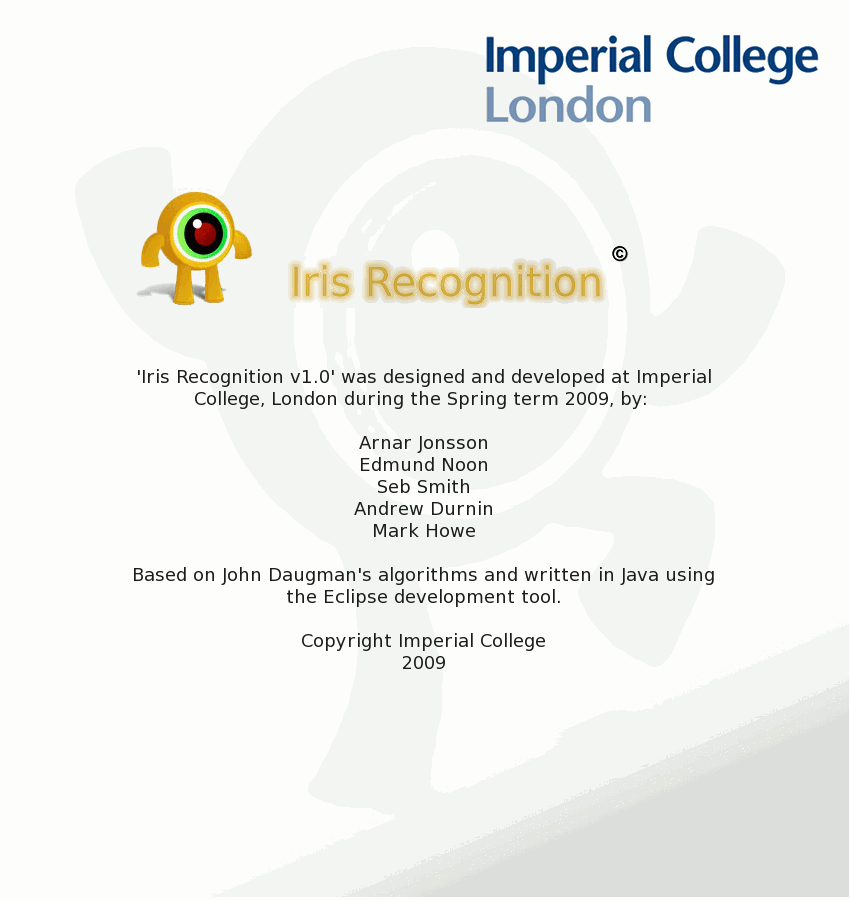 Imperial College
London
©
Iris Recognition
'Iris Recognition v1.0' was designed and developed at Imperial
College, London during the Spring term 2009, by:
Arnar Jonsson
Edmund Noon
Seb Smith
Andrew Durnin
Mark Howe
Based on John Daugman's algorithms and written in Java using
the Eclipse development tool.
Copyright Imperial College
2009